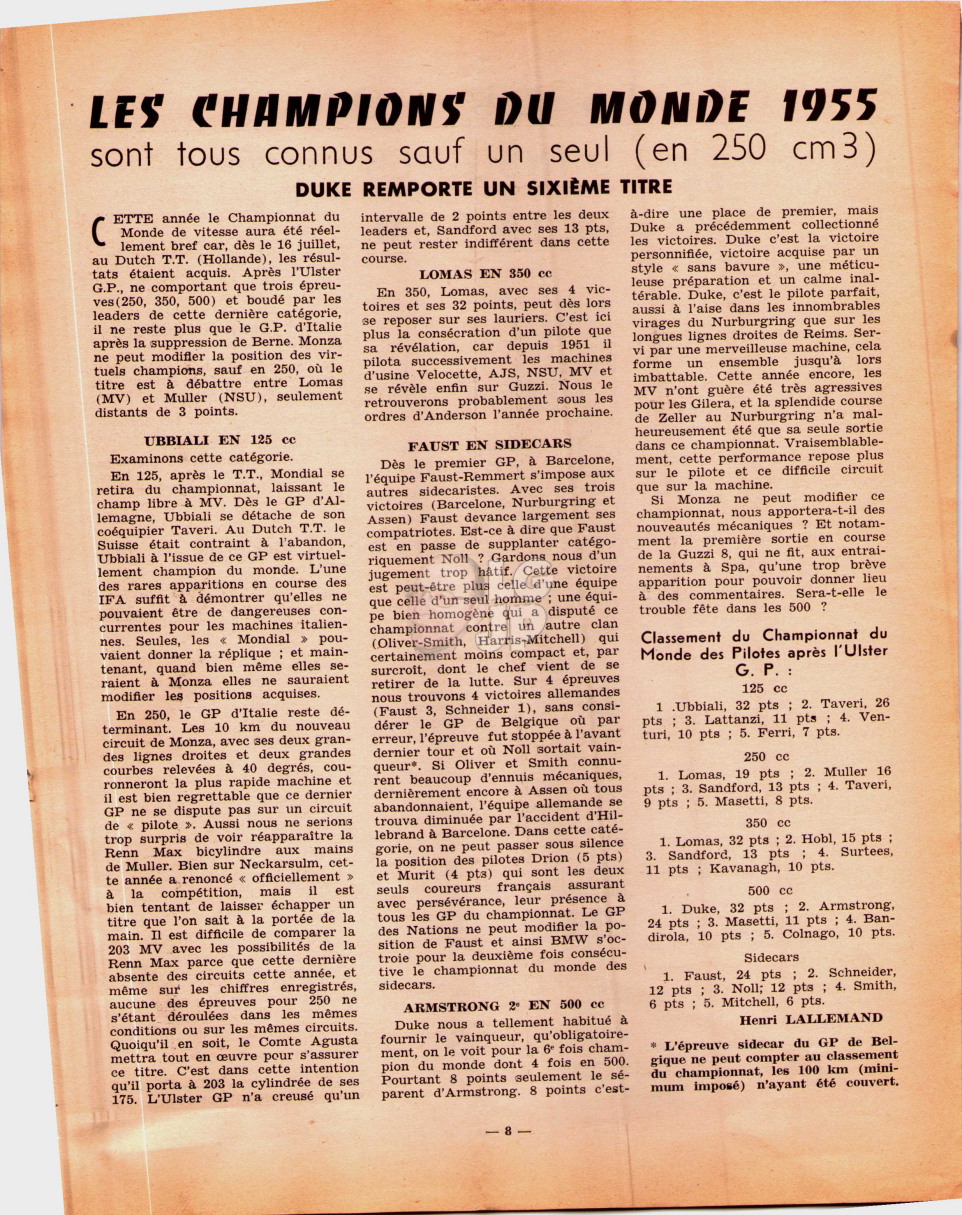 LES CHAMPIONS DU MONDE 1955
sont tous connus sauf un seul (en 250 cm3)
DUKE REMPORTE UN SIXIÈME TITRE
CETTE année le Championnat du
Monde de vitesse aura été réel-
lement bref car, dès le 16 juillet,
au Dutch T.T. (Hollande), les résul-
tats étaient acquis. Après l'Ulster
G.P., ne comportant que trois épreu-
ves(250, 350, 500) et boudé par les
leaders de cette dernière catégorie,
il ne reste plus que le G.P. d'Italie
après la suppression de Berne. Monza
ne peut modifier la position des vir-
tuels champions, sauf en 250, où le
titre est à débattre entre Lomas
(MV) et Muller (NSU), seulement
distants de 3 points.
UBBIALI EN 125 cc
Examinons cette catégorie.
En 125, après le T.T., Mondial se
retira du championnat, laissant le
champ libre à MV. Dès le GP d'Al-
lemagne, Ubbiali se détache de son
coéquipier Taveri. Au Dutch T.T. le
Suisse était contraint à l'abandon,
Ubbiali à l'issue de ce GP est virtuel-
lement champion du monde. L'une
des rares apparitions en course des
IFA suffit à démontrer qu'elles ne
pouvaient être de dangereuses con-
currentes pour les machines italien-
nes. Seules, les « Mondial » pou-
vaient donner la réplique ; et main-
tenant, quand bien même elles se-
raient à Monza elles ne sauraient
modifier les positions acquises.
En 250, le GP d'Italie reste dé-
terminant. Les 10 km du nouveau
circuit de Monza, avec ses deux gran-
des lignes droites et deux grandes
courbes relevées à 40 degrés, cou-
ronneront la plus rapide machine et
il est bien regrettable que ce dernier
GP ne se dispute pas sur un circuit
de « pilote ». Aussi nous ne serions
trop surpris de voir réapparaître la
Renn Max bicylindre aux mains
de Muller. Bien sur Neckarsulm, cet-
te année a renoncé « officiellement »
à la compétition, mais il est
bien tentant de laisser échapper un
titre que l'on sait à la portée de la
main. Il est difficile de comparer la
203 MV avec les possibilités de la
Renn Max parce que cette dernière
absente des circuits cette année, et
même sur les chiffres enregistrés,
aucune des épreuves pour 250 ne
s'étant déroulées dans les mêmes
conditions ou sur les mêmes circuits.
Quoiqu'il en soit, le Comte Agusta
mettra tout en œuvre pour s'assurer
ce titre. C'est dans cette intention
qu'il porta à 203 la cylindrée de ses
175. L'Ulster GP n'a creusé qu'un
intervalle de 2 points entre les deux
leaders et, Sandford avec ses 13 pts,
ne peut rester indifférent dans cette
course.
LOMAS EN 350 cc
En 350, Lomas, avec ses 4 vic-
toires et ses 32 points, peut dès lors
se reposer sur ses lauriers. C'est ici
plus la consécration d'un pilote que
sa révélation, car depuis 1951 il
pilota successivement les machines
d'usine Velocette, AJS, NSU, MV et
se révèle enfin sur Guzzi. Nous le
retrouverons probablement sous les
ordres d'Anderson l'année prochaine.
FAUST EN SIDECARS
Dès le premier GP, à Barcelone,
l'équipe Faust-Remmert s'impose aux
autres sidecaristes. Avec ses trois
victoires (Barcelone, Nurburgring et
Assen) Faust devance largement ses
compatriotes. Est-ce à dire que Faust
est en passe de supplanter catégo-
riquement Noll ? Gardons nous d'un
jugement trop hâtif. Cette victoire
est peut-être plus celle d'une équipe
que celle d'un seul homme ; une équi-
pe bien homogène qui a disputé ce
championnat contre un autre clan
(Oliver-Smith, Harris-Mitchell) qui
certainement moins compact et, par
surcroît, dont le chef vient de se
retirer de la lutte. Sur 4 épreuves
nous trouvons 4 victoires allemandes
(Faust 3, Schneider 1), sans consi-
dérer le GP de Belgique où par
erreur, l'épreuve fut stoppée à l'avant
dernier tour et où Noll sortait vain-
queur*. Si Oliver et Smith connu-
rent beaucoup d'ennuis mécaniques,
dernièrement encore à Assen où tous
abandonnaient, l'équipe allemande se
trouva diminuée par l'accident d'Hil-
lebrand à Barcelone. Dans cette caté-
gorie, on ne peut passer sous silence
la position des pilotes Drion (5 pts)
et Murit (4 pts) qui sont les deux
seuls coureurs français assurant
avec persévérance, leur présence à
tous les GP du championnat. Le GP
des Nations ne peut modifier la po-
sition de Faust et ainsi BMW s'oc-
troie pour la deuxième fois consécu-
tive le championnat du monde des
sidecars.
ARMSTRONG 2e EN 500 cc
Duke nous a tellement habitué à
fournir le vainqueur, qu'obligatoire-
ment, on le voit pour la 6e fois cham-
pion du monde dont 4 fois en 500.
Pourtant 8 points seulement le sé-
parent d'Armstrong. 8 points c'est-
à-dire une place de premier, mais
Duke a précédemment collectionné
les victoires. Duke c'est la victoire
personnifiée, victoire acquise par un
style « sans bavure », une méticu-
leuse préparation et un calme inal-
térable. Duke, c'est le pilote parfait,
aussi à l'aise dans les innombrables
virages du Nurburgring que sur les
longues lignes droites de Reims. Ser-
vi par une merveilleuse machine, cela
forme un ensemble jusqu'à lors
imbattable. Cette année encore, les
MV n'ont guère été très agressives
pour les Gilera, et la splendide course
de Zeller au Nurburgring n'a mal-
heureusement été que sa seule sortie
dans ce championnat. Vraisemblable-
ment, cette performance repose plus
sur le pilote et ce difficile circuit
que sur la machine.
Si Monza ne peut modifier ce
championnat, nous apportera-t-il des
nouveautés mécaniques ? Et notam-
ment la première sortie en course
de la Guzzi 8, qui ne fit, aux entrai-
nements à Spa, qu'une trop brève
apparition pour pouvoir donner lieu
à des commentaires. Sera-t-elle le
trouble fête dans les 500 ?
Classement du Championnat du
Monde des Pilotes après l'Ulster
G. P. :
125 cc
1 .Ubbiali, 32 pts ; 2. Taveri, 26
pts ; 3. Lattanzi, 11 pts ; 4. Ven-
turi, 10 pts ; 5. Ferri, 7 pts.
250 cc
1. Lomas, 19 pts ; 2. Muller 16
pts ; 3. Sandford, 13 pts ; 4. Taveri,
9 pts ; 5. Masetti, 8 pts.
350 cc
1. Lomas, 32 pts ; 2. Hobl, 15 pts ;
3. Sandford, 13 pts ; 4. Surtees,
11 pts ; Kavanagh, 10 pts.
500 cc
1. Duke, 32 pts ; 2. Armstrong,
24 pts ; 3. Masetti, 11 pts ; 4. Ban-
dirola, 10 pts ; 5. Colnago, 10 pts.
Sidecars
1. Faust, 24 pts ; 2. Schneider,
12 pts ; 3. Noll; 12 pts ; 4. Smith,
6 pts ; 5. Mitchell, 6 pts.
Henri LALLEMAND
* L'épreuve sidecar du GP de Bel-
gique ne peut compter au classement
du championnat, les 100 km (mini-
mum imposé) n'ayant été couvert.
— 8 —